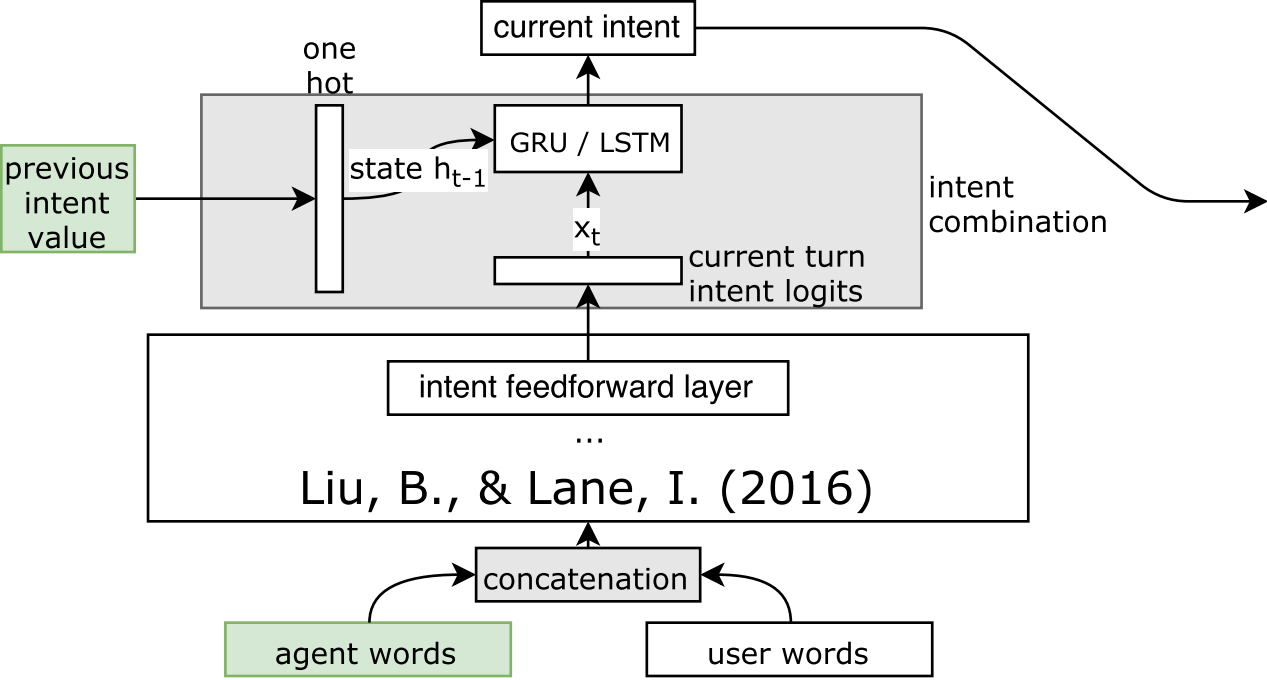 current intent
one
hot
GRU / LSTM
previous
intent
value
state h_{t-1}
intent
combination
x_t
current turn
intent logits
intent feedforward layer
...
Liu, B., & Lane, I. (2016)
concatenation
agent words
user words